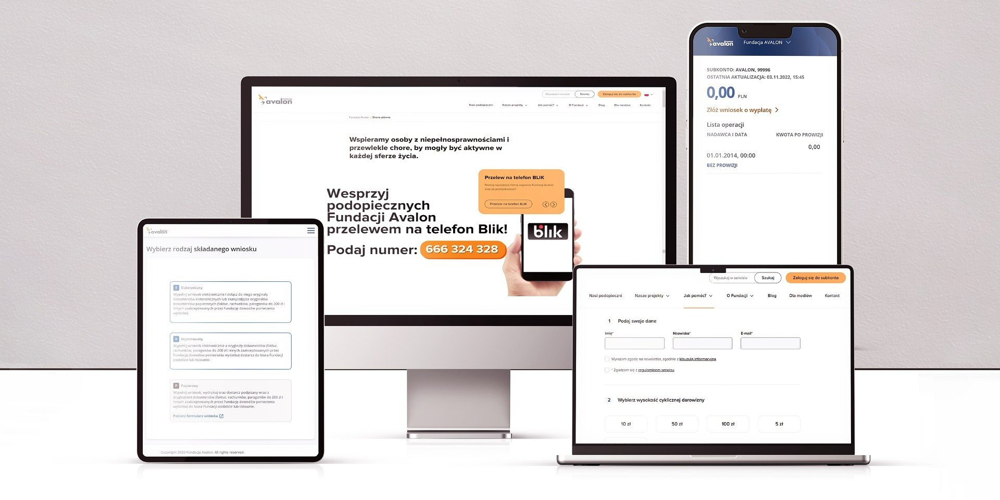 fundacja
avalon
Wyszukaj w serwisie
Szukaj
Zaloguj się do subkonta
Nasi podopieczni
Nasze projekty
Jak pomóc?
O Fundacji
Blog
Dla mediów
Kontakt
Fundacja Avalon | Strona główna
Wspieramy osoby z niepełnosprawnościami i
przewlekle chore, by mogły być aktywne w
każdej sferze życia.
Przelew na telefon BLIK
Poznaj najszybszą formę wsparcia Fundacji Avalon
oraz jej podopiecznych
Przelew na telefon BLIK
Wesprzyj
podopiecznych
Fundacji Avalon
przelewem na telefon Blik!
Podaj numer: 666 324 328
blik
fundacja
avalon
Fundacja AVALON
SUBKONTO: AVALON, 99996
OSTATNIA AKTUALIZACJA: 03.11.2022, 15:45
0,00 PLN
Złóż wniosek o wypłatę
Lista operacji
NADAWCA I DATA
KWOTA PO PROWIZJI
0,00
01.01.2014, 00:00
BEZ PROWIZJI
avalon
Wybierz rodzaj składanego wniosku
E Elektroniczny
Wypełnij wniosek elektronicznie i dołącz do niego oryginały
dokumentów elektronicznych lub skany/zdjęcia oryginałów
dokumentów papierowych (faktur, rachunków, paragonów do 200 zł i
innych zaakceptowanych przez Fundację dowodów poniesienia
wydatku).
R Rejestrowany
Wypełnij wniosek elektronicznie a oryginały dokumentów (faktur,
rachunków, paragonów do 200 zł i innych zaakceptowanych przez
Fundację dowodów poniesienia wydatku) dostarcz do biura Fundacji
osobiście lub listownie.
P Papierowy
Wypełnij wniosek, wydrukuj oraz dostarcz podpisany wraz z
oryginałami dokumentów (faktur, rachunków, paragonów do 200 zł i
innych zaakceptowanych przez Fundację dowodów poniesienia
wydatku) do biura Fundacji osobiście lub listownie.
Pobierz formularz wniosku
Copyright 2020 Fundacja Avalon. All rights reserved.
Wyszukaj w serwisie
Szukaj
Zaloguj się do subkonta
Nasi podopieczni
Nasze projekty
Jak pomóc?
O Fundacji
Blog
Dla mediów
Kontakt
1 Podaj swoje dane
Imię*
Nazwisko*
E-mail*
Wyrażam zgodę na newsletter, zgodnie z klauzulą informacyjną.
* Zgadzam się z regulaminem serwisu.
2 Wybierz wysokość cyklicznej darowizny
10 zł
50 zł
100 zł
5 zł